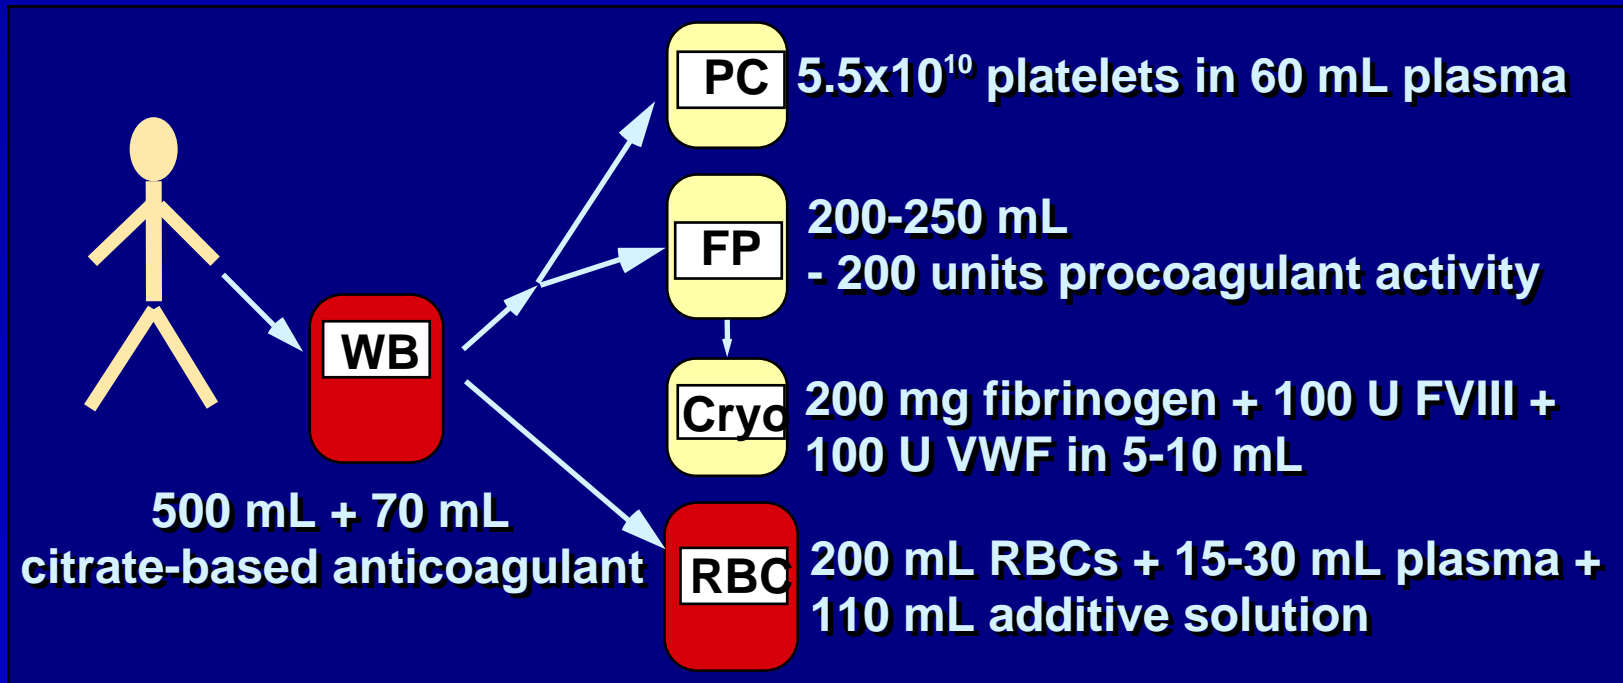 PC
5.5x10¹⁰ platelets in 60 mL plasma
FP
200-250 mL
- 200 units procoagulant activity
WB
500 mL + 70 mL
citrate-based anticoagulant
Cryo
200 mg fibrinogen + 100 U FVIII +
100 U VWF in 5-10 mL
RBC
200 mL RBCs + 15-30 mL plasma +
110 mL additive solution